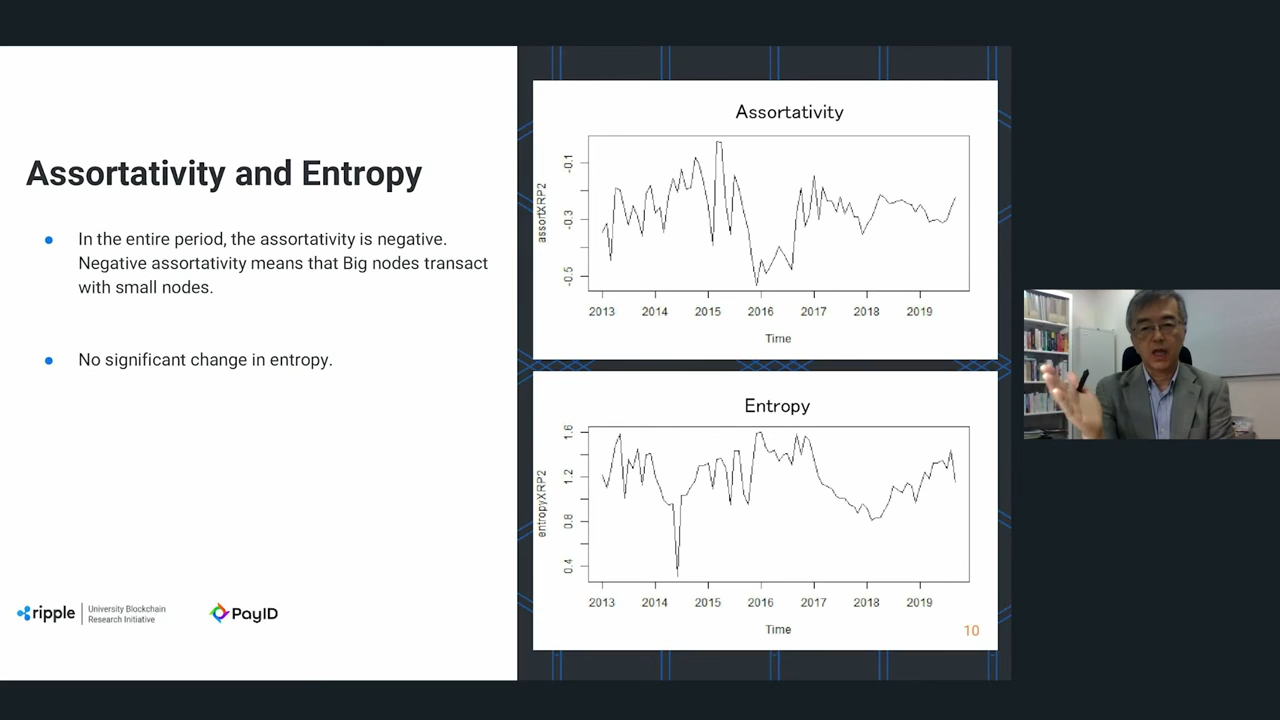 Assortativity and Entropy
● In the entire period, the assortativity is negative.
Negative assortativity means that Big nodes transact
with small nodes.
● No significant change in entropy.
ripple
University Blockchain
Research Initiative
PayID
Assortativity
assortXRP2
-0.1
-0.3
-0.5
2013 2014 2015 2016 2017 2018 2019
Time
Entropy
entropyXRP2
1.6
1.2
0.8
0.4
2013 2014 2015 2016 2017 2018 2019
Time
10